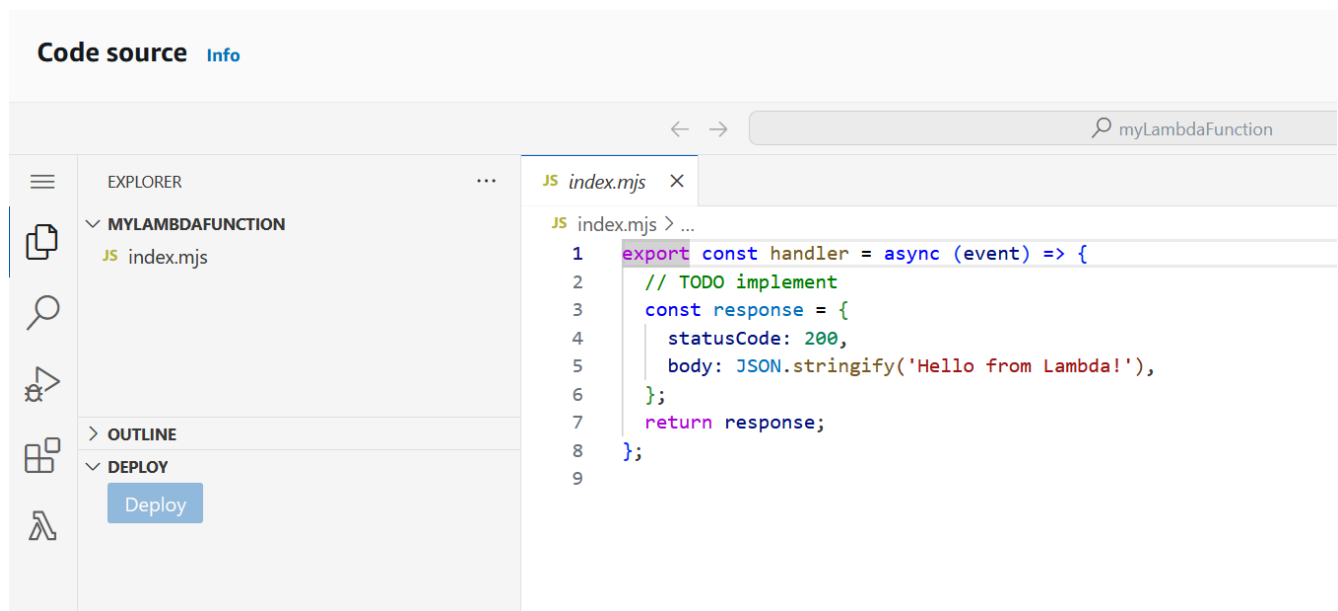 Code source Info
myLambdaFunction
EXPLORER ...
JS index.mjs
MYLAMBDAFUNCTION
JS index.mjs
OUTLINE
DEPLOY
Deploy
JS index.mjs > ...
1 export const handler = async (event) => {
2   // TODO implement
3   const response = {
4     statusCode: 200,
5     body: JSON.stringify('Hello from Lambda!'),
6   };
7   return response;
8 };
9